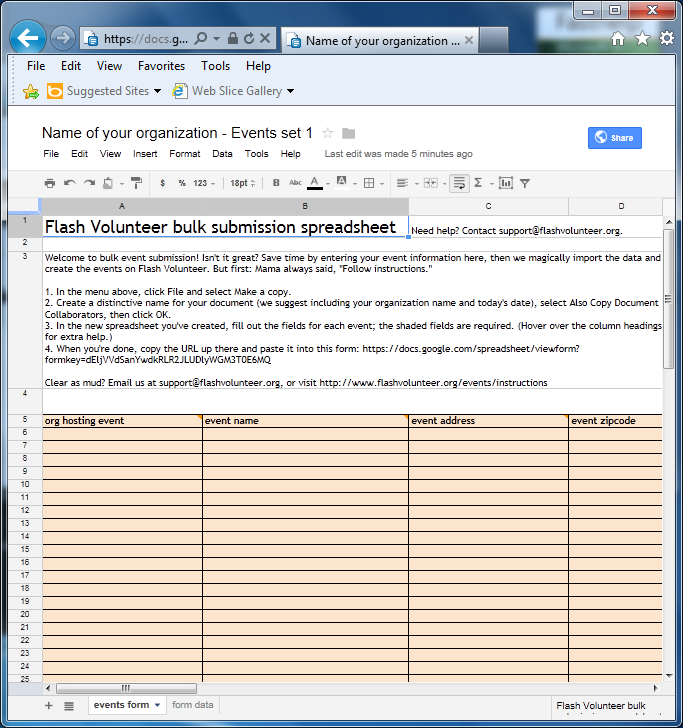 https://docs.g...
Name of your organization ...
File Edit View Favorites Tools Help
Suggested Sites Web Slice Gallery
Name of your organization - Events set 1
File Edit View Insert Format Data Tools Help Last edit was made 5 minutes ago
Share
$ % 123 18pt B Abc A A Σ
A B C D
1 Flash Volunteer bulk submission spreadsheet Need help? Contact support@flashvolunteer.org.
2
3 Welcome to bulk event submission! Isn't it great? Save time by entering your event information here, then we magically import the data and
create the events on Flash Volunteer. But first: Mama always said, "Follow instructions."
1. In the menu above, click File and select Make a copy.
2. Create a distinctive name for your document (we suggest including your organization name and today's date), select Also Copy Document
Collaborators, then click OK.
3. In the new spreadsheet you've created, fill out the fields for each event; the shaded fields are required. (Hover over the column headings
for extra help.)
4. When you're done, copy the URL up there and paste it into this form: https://docs.google.com/spreadsheet/viewform?
formkey=dEljVVdSanYwdkRLR2JLUDlyWGM3T0E6MQ
Clear as mud? Email us at support@flashvolunteer.org, or visit http://www.flashvolunteer.org/events/instructions
4
5 org hosting event event name event address event zipcode
6
7
8
9
10
11
12
13
14
15
16
17
18
19
20
21
22
23
24
25
events form form data Flash Volunteer bulk